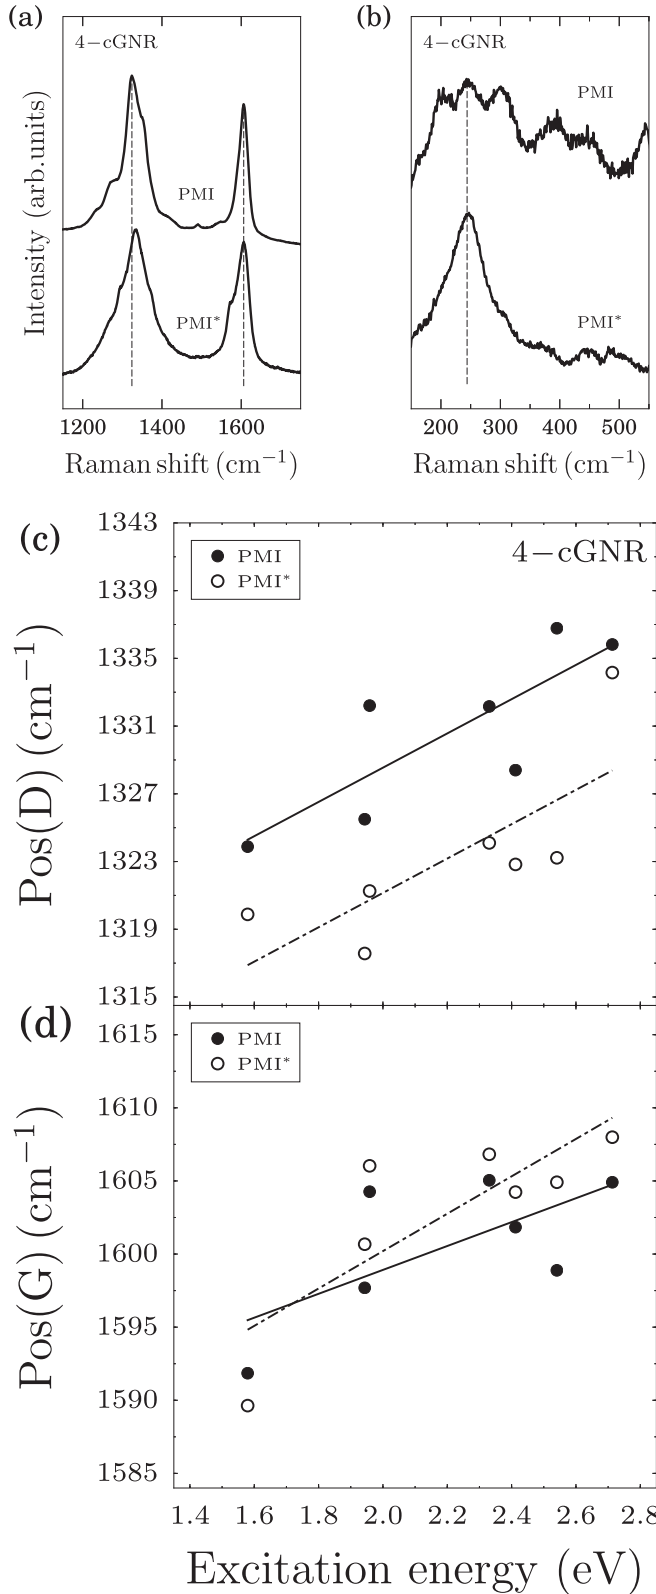 (a)
4−cGNR
PMI
PMI*
Intensity (arb.units)
1200 1400 1600
Raman shift (cm⁻¹)
(b)
4−cGNR
PMI
PMI*
200 300 400 500
Raman shift (cm⁻¹)
(c)
4−cGNR
PMI
PMI*
Pos(D) (cm⁻¹)
1343
1339
1335
1331
1327
1323
1319
1315
(d)
PMI
PMI*
Pos(G) (cm⁻¹)
1615
1610
1605
1600
1595
1590
1585
1.4 1.6 1.8 2.0 2.2 2.4 2.6 2.8
Excitation energy (eV)